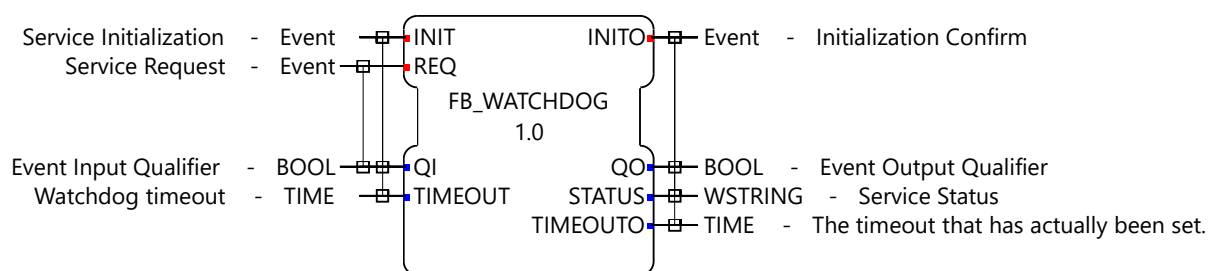 Service Initialization - Event INIT INITO Event - Initialization Confirm
Service Request - Event REQ
FB_WATCHDOG
1.0
Event Input Qualifier - BOOL QI QO BOOL - Event Output Qualifier
Watchdog timeout - TIME TIMEOUT STATUS WSTRING - Service Status
TIMEOUTO TIME - The timeout that has actually been set.